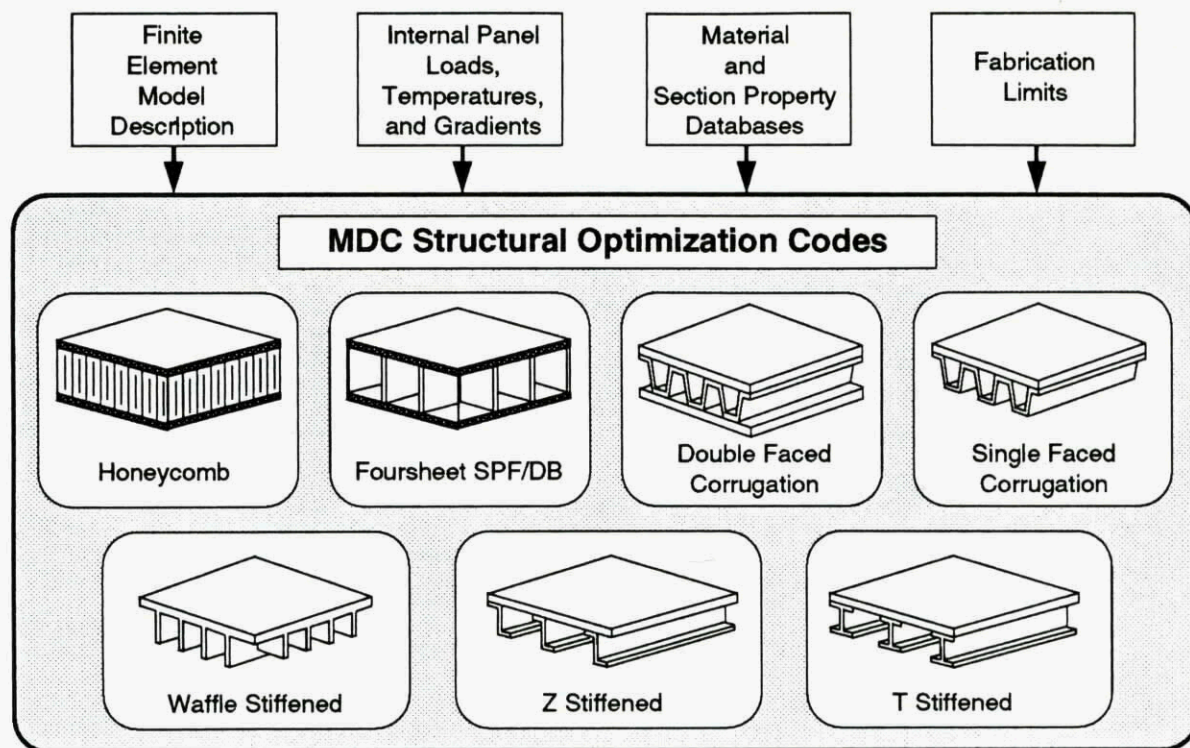 Finite
Element
Model
Description
Internal Panel
Loads,
Temperatures,
and Gradients
Material
and
Section Property
Databases
Fabrication
Limits
MDC Structural Optimization Codes
Honeycomb
Foursheet SPF/DB
Double Faced
Corrugation
Single Faced
Corrugation
Waffle Stiffened
Z Stiffened
T Stiffened